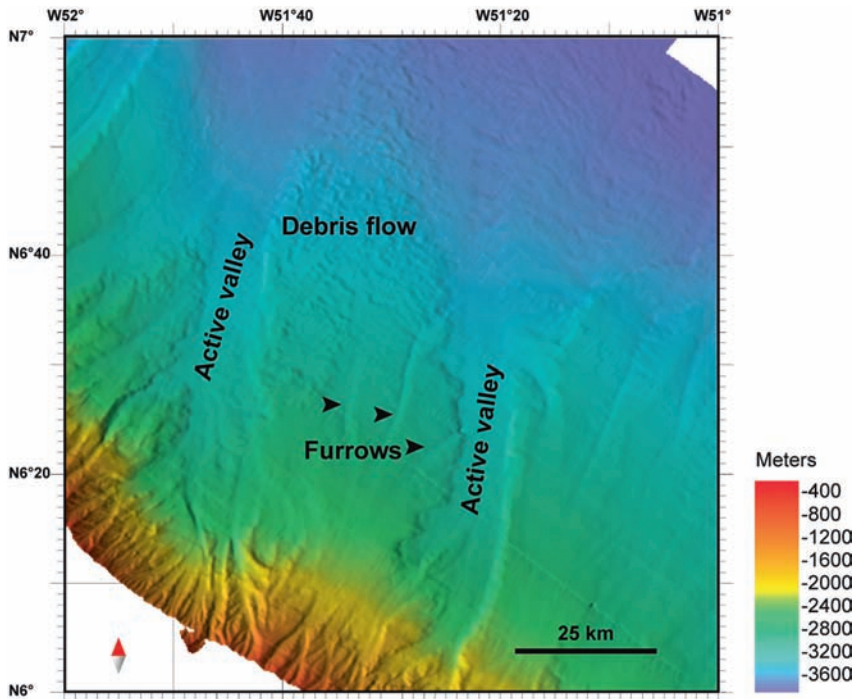 W52° W51°40 W51°20 W51°
N7°
Debris flow
N6°40
Active valley
Active valley
Furrows
N6°20
Meters
-400
-800
-1200
-1600
-2000
-2400
-2800
-3200
-3600
25 km
N6°